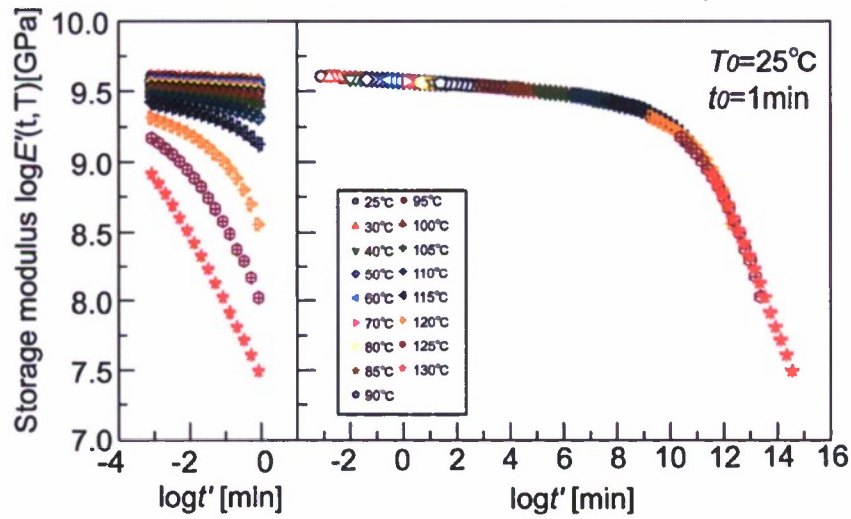 Storage modulus logE'(t,T)[GPa]
10.0
9.5
9.0
8.5
8.0
7.5
7.0
T0=25°C
t0=1min
25°C 95°C
30°C 100°C
40°C 105°C
50°C 110°C
60°C 115°C
70°C 120°C
80°C 125°C
85°C 130°C
90°C
-4 -2 0 -2 0 2 4 6 8 10 12 14 16
logt' [min] logt' [min]